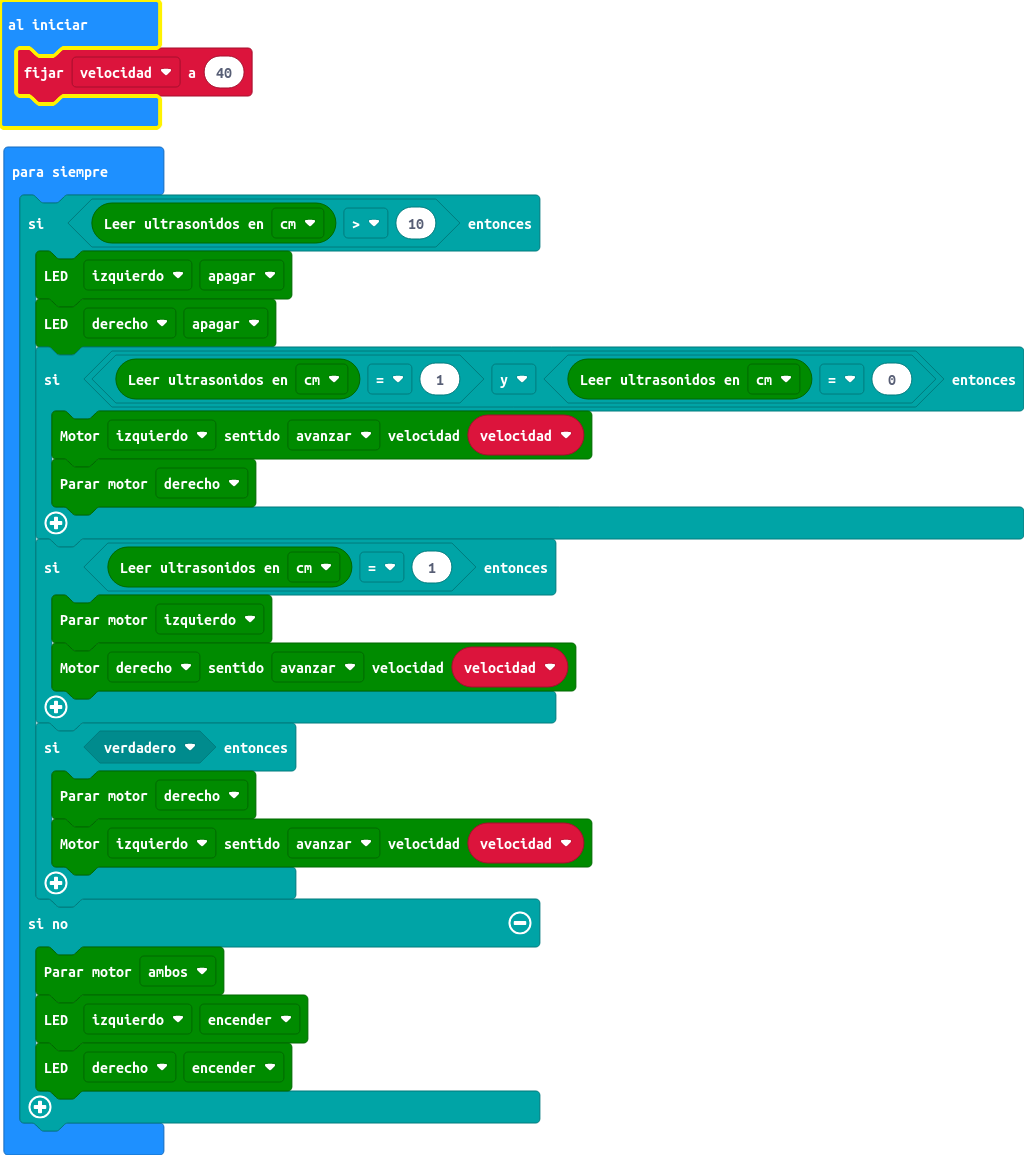 al iniciar
fijar velocidad a 40
para siempre
si Leer ultrasonidos en cm > 10 entonces
LED izquierdo apagar
LED derecho apagar
si Leer ultrasonidos en cm = 1 y Leer ultrasonidos en cm = 0 entonces
Motor izquierdo sentido avanzar velocidad velocidad
Parar motor derecho
si Leer ultrasonidos en cm = 1 entonces
Parar motor izquierdo
Motor derecho sentido avanzar velocidad velocidad
si verdadero entonces
Parar motor derecho
Motor izquierdo sentido avanzar velocidad velocidad
si no
Parar motor ambos
LED izquierdo encender
LED derecho encender